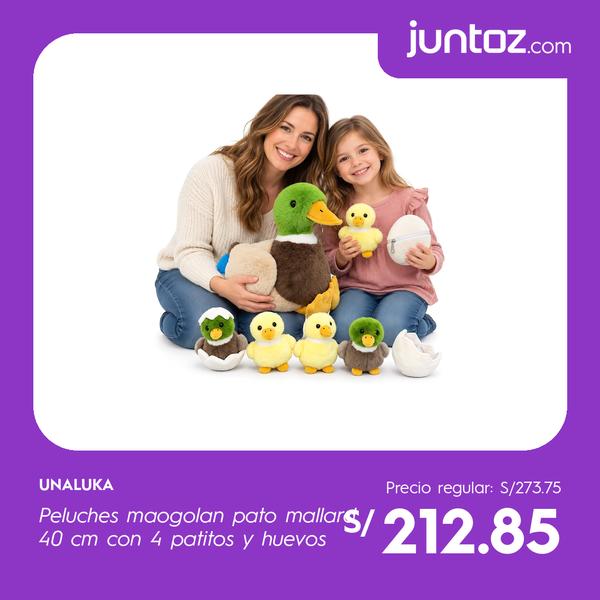 juntoz.com
UNALUKA
Precio regular: S/273.75
Peluches maogolan pato mallard
40 cm con 4 patitos y huevos
S/ 212.85